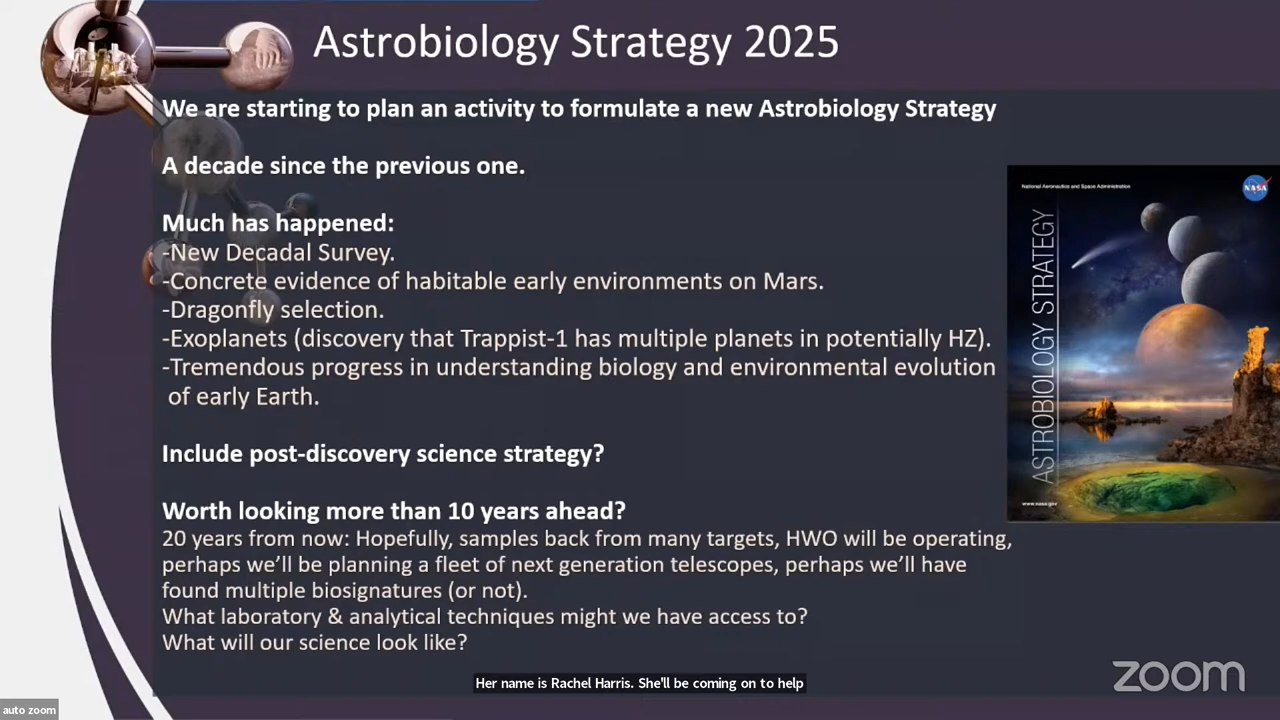 Astrobiology Strategy 2025
We are starting to plan an activity to formulate a new Astrobiology Strategy
A decade since the previous one.
Much has happened:
-New Decadal Survey.
-Concrete evidence of habitable early environments on Mars.
-Dragonfly selection.
-Exoplanets (discovery that Trappist-1 has multiple planets in potentially HZ).
-Tremendous progress in understanding biology and environmental evolution
of early Earth.
Include post-discovery science strategy?
Worth looking more than 10 years ahead?
20 years from now: Hopefully, samples back from many targets, HWO will be operating,
perhaps we’ll be planning a fleet of next generation telescopes, perhaps we’ll have
found multiple biosignatures (or not).
What laboratory & analytical techniques might we have access to?
What will our science look like?
National Aeronautics and Space Administration
NASA
ASTROBIOLOGY STRATEGY
www.nasa.gov
Her name is Rachel Harris. She'll be coming on to help
zoom
auto zoom